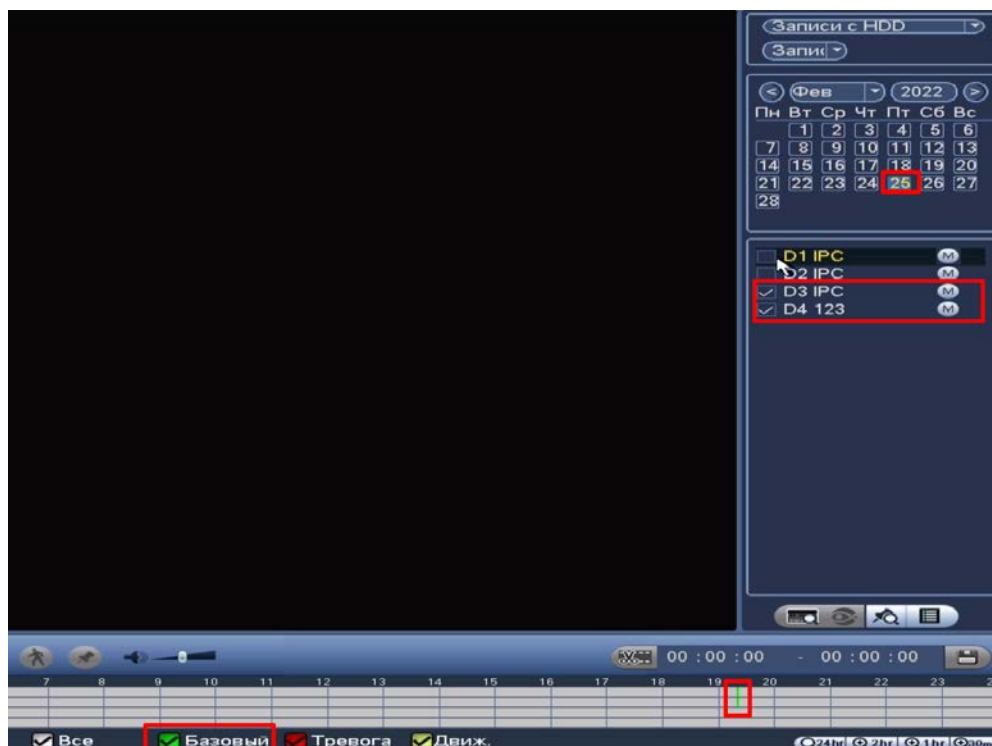 Записи с HDD
Запис
Фев 2022
Пн Вт Ср Чт Пт Сб Вс
1 2 3 4 5 6
7 8 9 10 11 12 13
14 15 16 17 18 19 20
21 22 23 24 25 26 27
28
D1 IPC M
D2 IPC M
D3 IPC M
D4 123 M
00 :00 :00 - 00 :00 :00
7 8 9 10 11 12 13 14 15 16 17 18 19 20 21 22 23
Все Базовый Тревога Движ. 24hr 2hr 1hr 30m